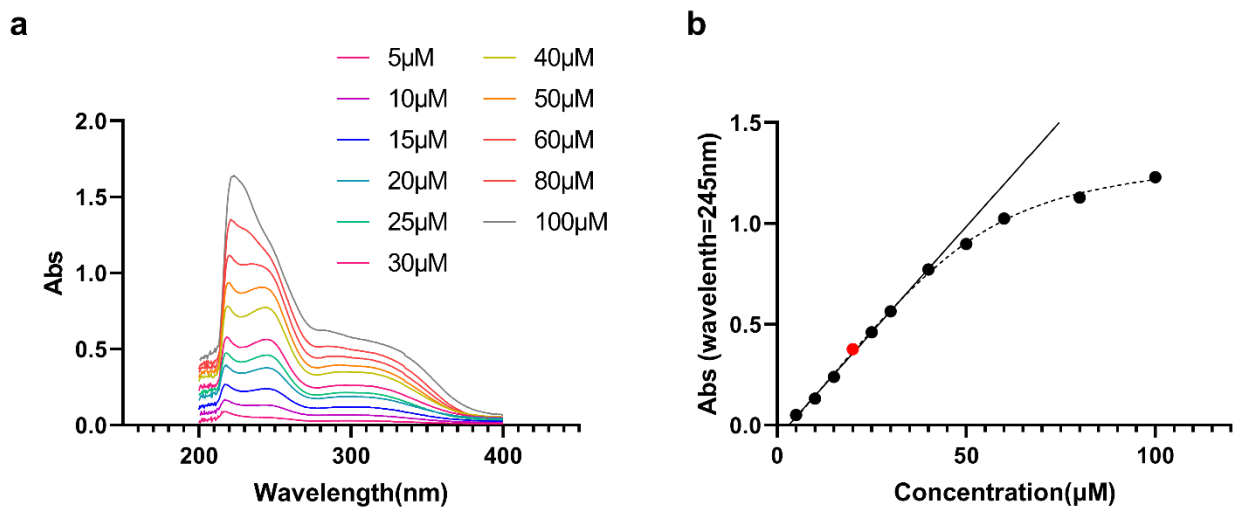 a
5μM
10μM
15μM
20μM
25μM
30μM
40μM
50μM
60μM
80μM
100μM
2.0
1.5
1.0
0.5
0.0
Abs
200
300
400
Wavelength(nm)
b
1.5
1.0
0.5
0.0
Abs (wavelenth=245nm)
0
50
100
Concentration(μM)